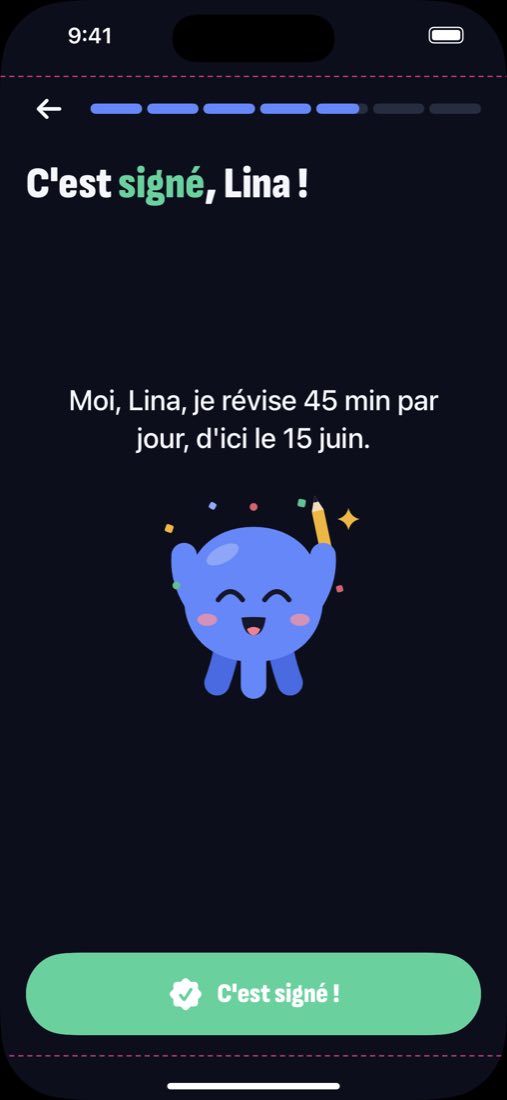 9:41
C'est signé, Lina !
Moi, Lina, je révise 45 min par
jour, d'ici le 15 juin.
C'est signé !